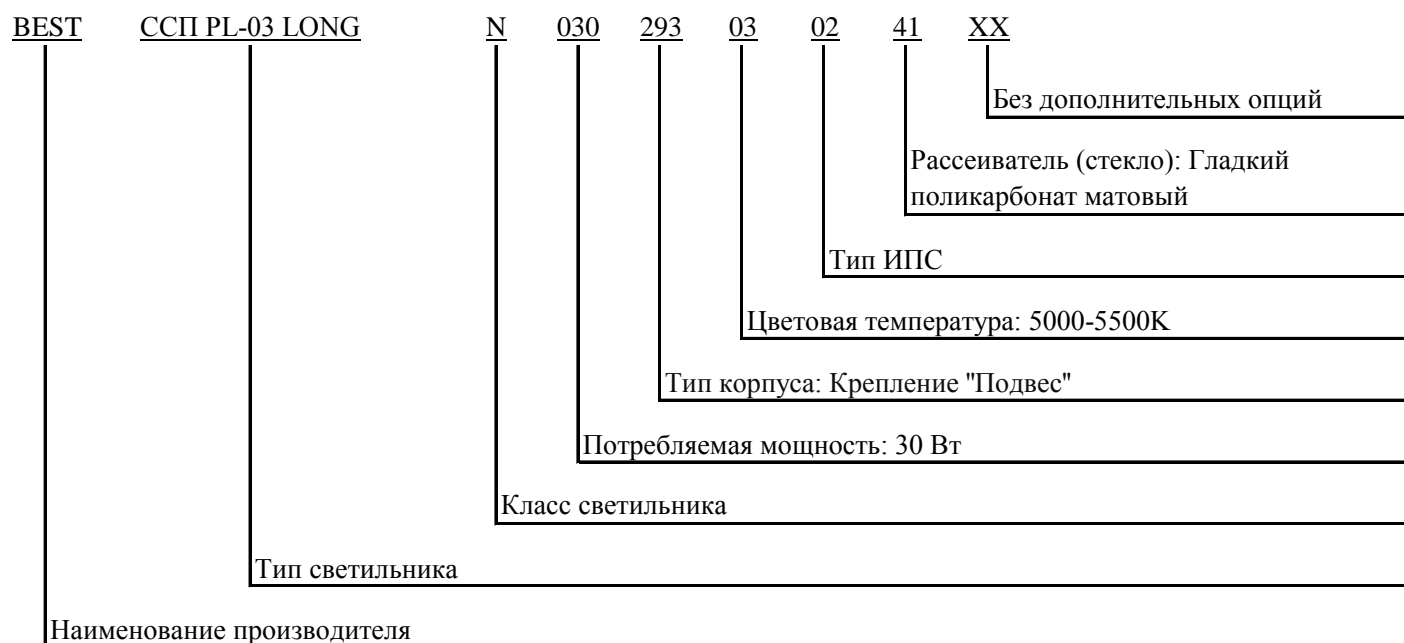 BEST ССП PL-03 LONG N 030 293 03 02 41 XX
Без дополнительных опций
Рассеиватель (стекло): Гладкий
поликарбонат матовый
Тип ИПС
Цветовая температура: 5000-5500K
Тип корпуса: Крепление "Подвес"
Потребляемая мощность: 30 Вт
Класс светильника
Тип светильника
Наименование производителя